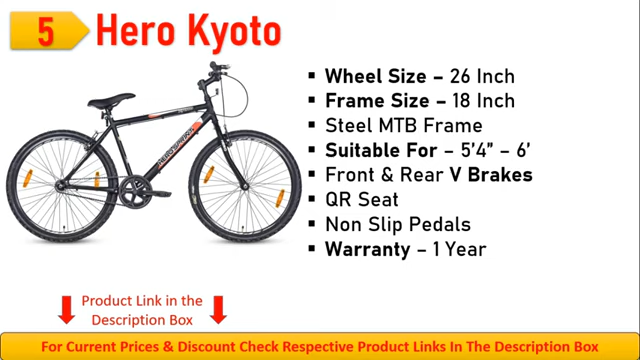 5 Hero Kyoto
▪ Wheel Size – 26 Inch
▪ Frame Size – 18 Inch
▪ Steel MTB Frame
▪ Suitable For – 5’4” – 6’
▪ Front & Rear V Brakes
▪ QR Seat
▪ Non Slip Pedals
▪ Warranty – 1 Year
Product Link in the
Description Box
For Current Prices & Discount Check Respective Product Links In The Description Box